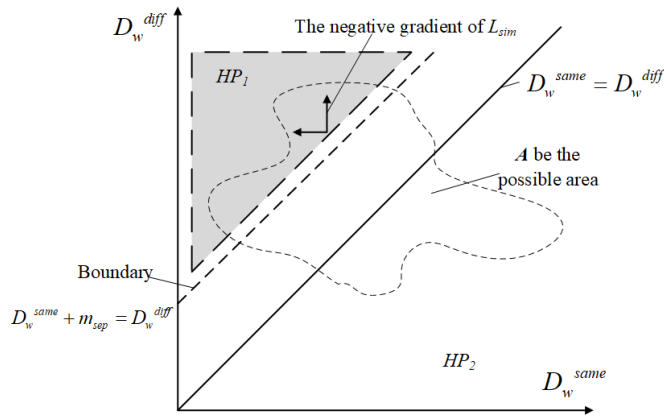 D_w^diff
The negative gradient of L_sim
HP_1
D_w^same = D_w^diff
A be the
possible area
Boundary
D_w^same + m_sep = D_w^diff
HP_2
D_w^same